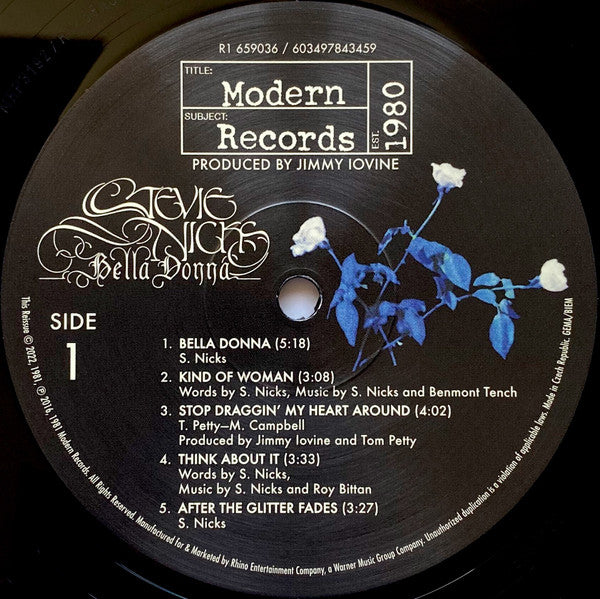 R1 659036 / 603497843459
TITLE:
Modern
SUBJECT:
Records
EST. 1980
PRODUCED BY JIMMY IOVINE
STEVIE
NICKS
Bella Donna
SIDE
1
1. BELLA DONNA (5:18)
S. Nicks
2. KIND OF WOMAN (3:08)
Words by S. Nicks, Music by S. Nicks and Benmont Tench
3. STOP DRAGGIN' MY HEART AROUND (4:02)
T. Petty—M. Campbell
Produced by Jimmy Iovine and Tom Petty
4. THINK ABOUT IT (3:33)
Words by S. Nicks,
Music by S. Nicks and Roy Bittan
5. AFTER THE GLITTER FADES (3:27)
S. Nicks
This Reissue © 2022, 1981, ℗ 2016, 1981 Modern Records. All Rights Reserved. Manufactured for & Marketed by Rhino Entertainment Company, a Warner Music Group Company. Unauthorized duplication is a violation of applicable laws. Made in Czech Republic. GEMA/BIEM